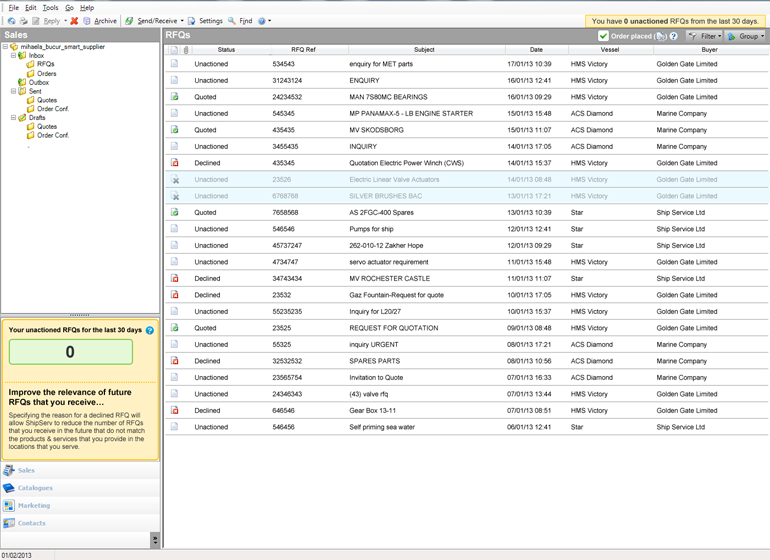 File Edit Tools Go Help
Reply Archive Send/Receive Settings Find
You have 0 unactioned RFQs from the last 30 days.
Sales
mihaela_bucur_smart_supplier
Inbox
RFQs
Orders
Outbox
Sent
Quotes
Order Conf.
Drafts
Quotes
Order Conf.
Your unactioned RFQs for the last 30 days
0
Improve the relevance of future
RFQs that you receive...
Specifying the reason for a declined RFQ will
allow ShipServ to reduce the number of RFQs
that you receive in the future that do not match
the products & services that you provide in the
locations that you serve.
Sales
Catalogues
Marketing
Contacts
01/02/2013
RFQs Order placed ( ) Filter Group
Status RFQ Ref Subject Date Vessel Buyer
Unactioned 534543 enquiry for MET parts 17/01/13 10:39 HMS Victory Golden Gate Limited
Unactioned 31243124 ENQUIRY 16/01/13 12:41 HMS Victory Golden Gate Limited
Quoted 24234532 MAN 7S80MC BEARINGS 16/01/13 09:29 HMS Victory Golden Gate Limited
Unactioned 545345 MP PANAMAX-5 - LB ENGINE STARTER 15/01/13 15:48 ACS Diamond Marine Company
Quoted 435435 MV SKODSBORG 15/01/13 11:07 ACS Diamond Marine Company
Unactioned 3455435 INQUIRY 14/01/13 17:05 ACS Diamond Marine Company
Declined 435345 Quotation Electric Power Winch (CWS) 14/01/13 15:37 HMS Victory Golden Gate Limited
Unactioned 23526 Electric Linear Valve Actuators 14/01/13 08:48 HMS Victory Golden Gate Limited
Unactioned 6768768 SILVER BRUSHES BAC 13/01/13 17:21 HMS Victory Golden Gate Limited
Quoted 7658568 AS 2FGC-400 Spares 13/01/13 10:39 Star Ship Service Ltd
Unactioned 546546 Pumps for ship 12/01/13 12:41 Star Ship Service Ltd
Unactioned 45737247 262-010-12 Zakher Hope 12/01/13 09:29 Star Ship Service Ltd
Unactioned 4734747 servo actuator requirement 11/01/13 15:48 HMS Victory Golden Gate Limited
Declined 34743434 MV ROCHESTER CASTLE 11/01/13 11:07 Star Ship Service Ltd
Declined 23532 Gaz Fountain-Request for quote 10/01/13 17:05 HMS Victory Golden Gate Limited
Unactioned 55235235 Inquiry for L20/27 10/01/13 15:37 HMS Victory Golden Gate Limited
Quoted 23525 REQUEST FOR QUOTATION 09/01/13 08:48 HMS Victory Golden Gate Limited
Unactioned 55325 inquiry URGENT 08/01/13 17:21 ACS Diamond Marine Company
Declined 32532532 SPARES PARTS 08/01/13 10:56 ACS Diamond Marine Company
Unactioned 23565754 Invitation to Quote 07/01/13 16:33 ACS Diamond Marine Company
Unactioned 24346343 (43) valve rfq 07/01/13 13:44 HMS Victory Golden Gate Limited
Declined 646546 Gear Box 13-11 07/01/13 08:51 HMS Victory Golden Gate Limited
Unactioned 546456 Self priming sea water 06/01/13 12:41 Star Ship Service Ltd